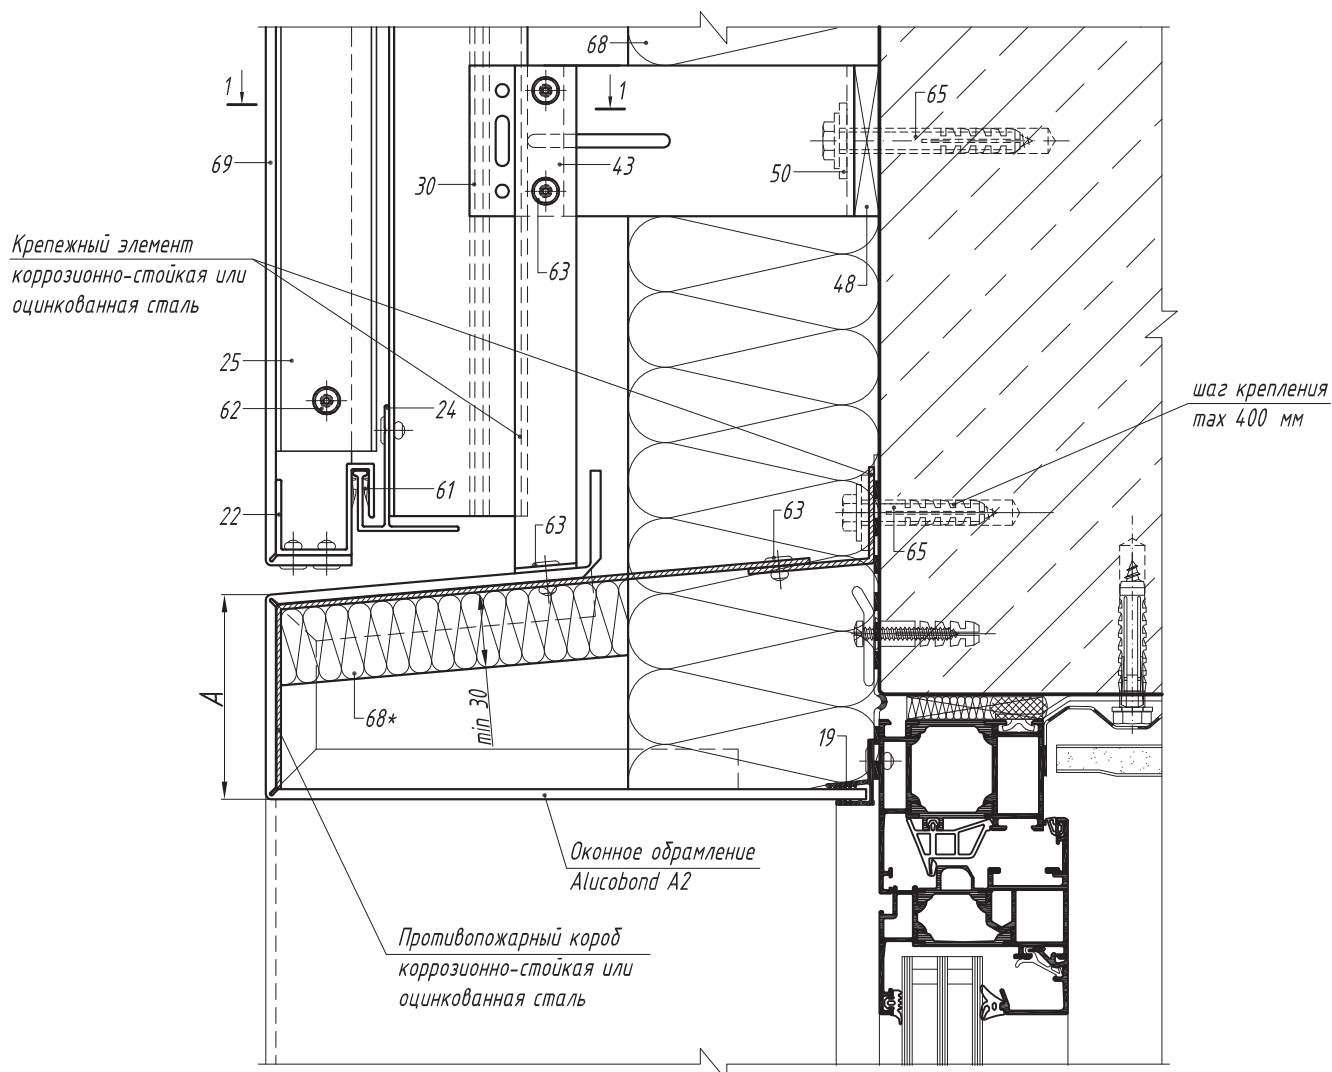 68
1
1
65
69
30
43
50
Крепежный элемент
коррозионно-стойкая или
оцинкованная сталь
63
48
25
62
24
шаг крепления
max 400 мм
61
22
63
63
65
A
68*
min 30
19
Оконное обрамление
Alucobond A2
Противопожарный короб
коррозионно-стойкая или
оцинкованная сталь